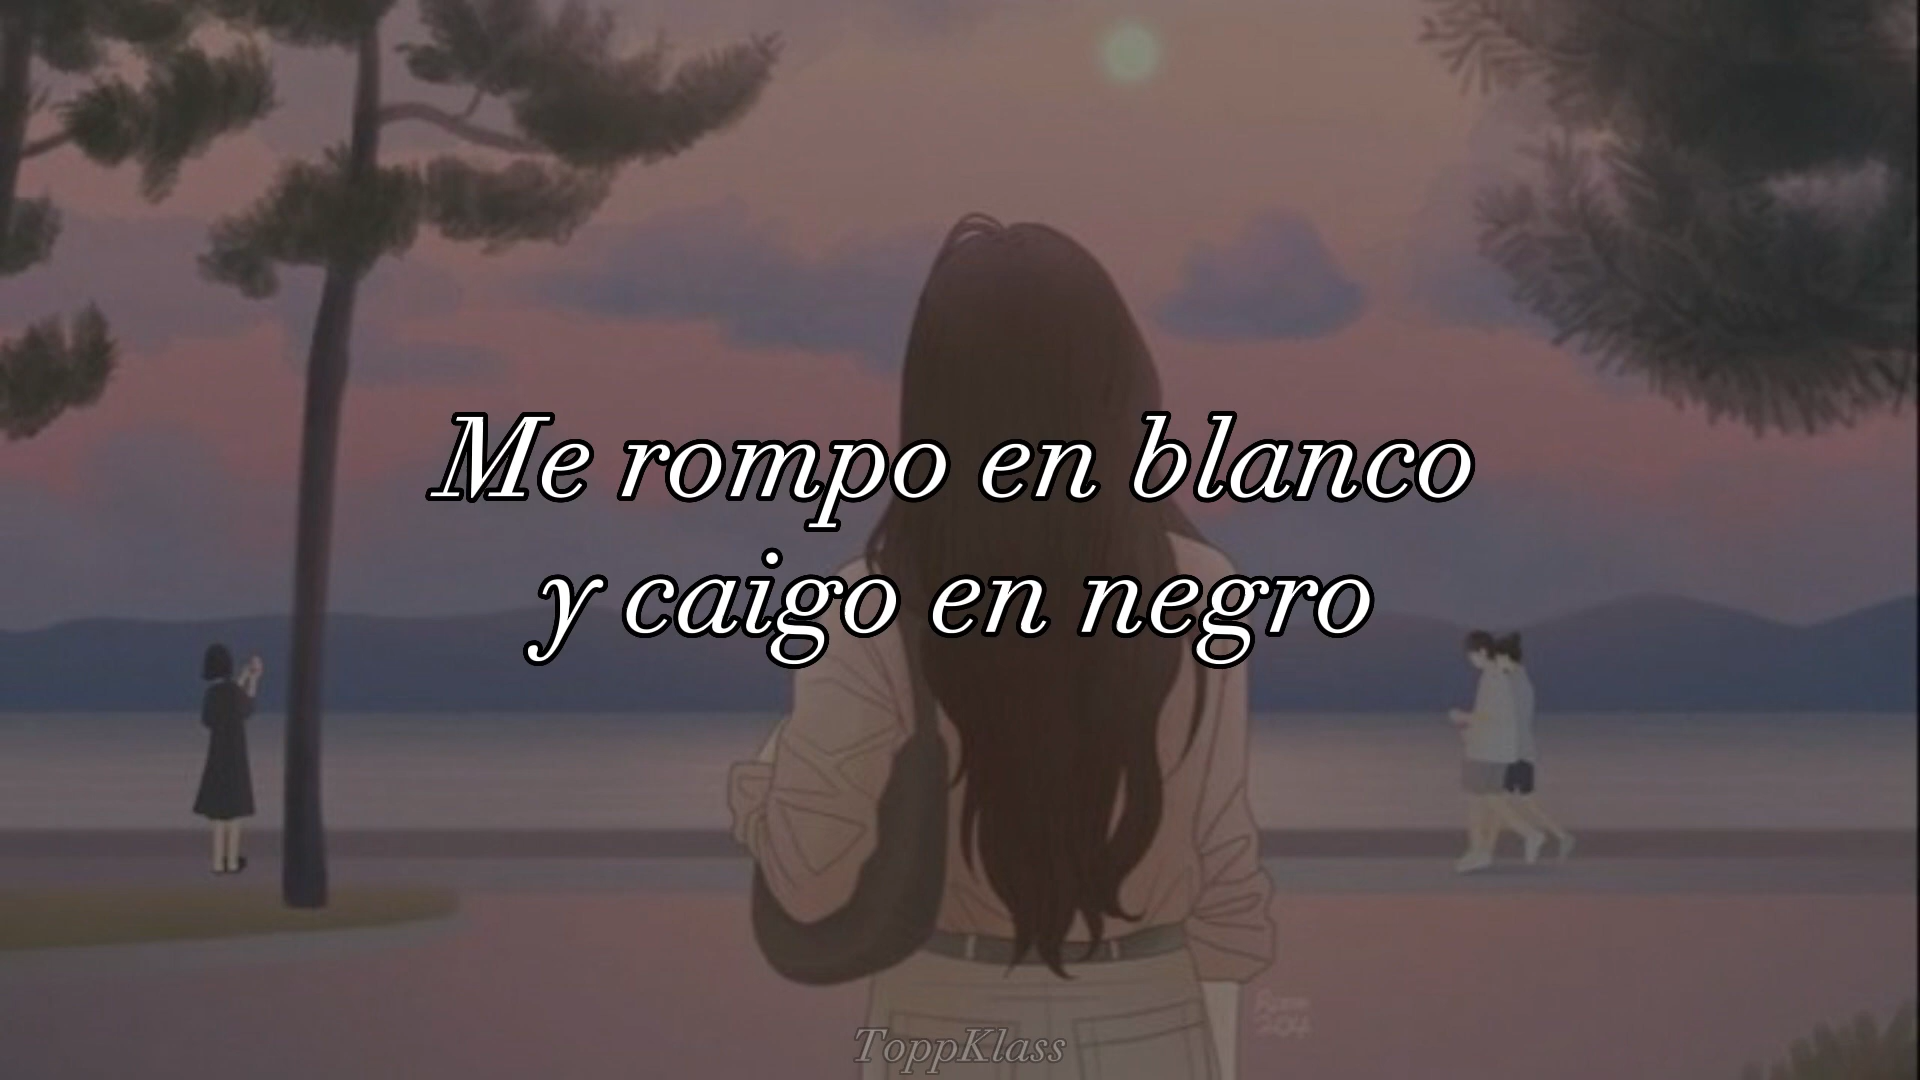 Me rompo en blanco
y caigo en negro
ToppKlass